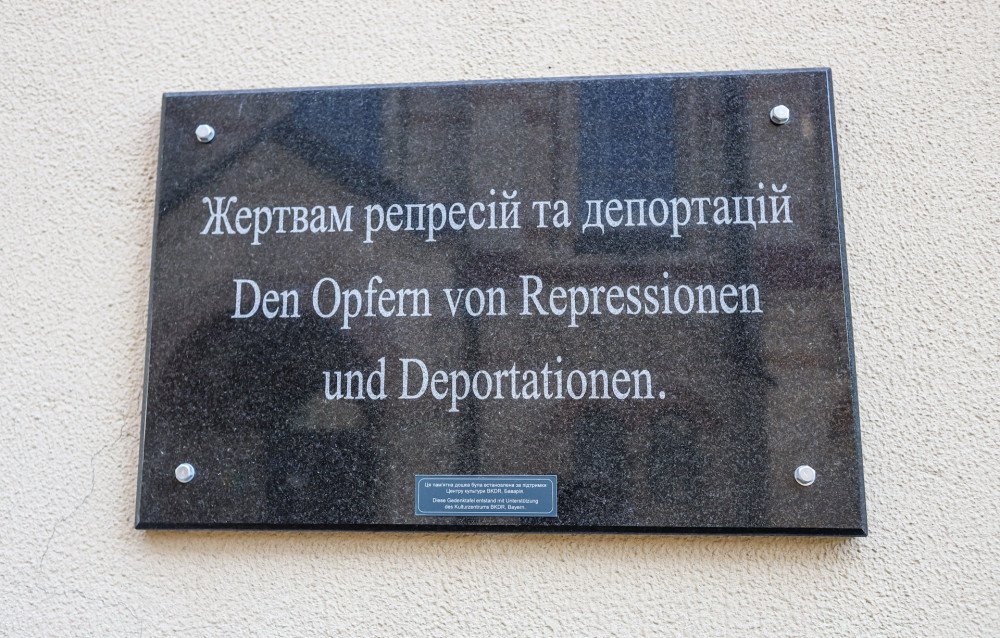 Жертвам репресій та депортацій
Den Opfern von Repressionen
und Deportationen.
Ця пам'ятна дошка була встановлена за підтримки
Центру культури BKDR, Баварія
Diese Gedenktafel entstand mit Unterstützung
des Kulturzentrums BKDR, Bayern.